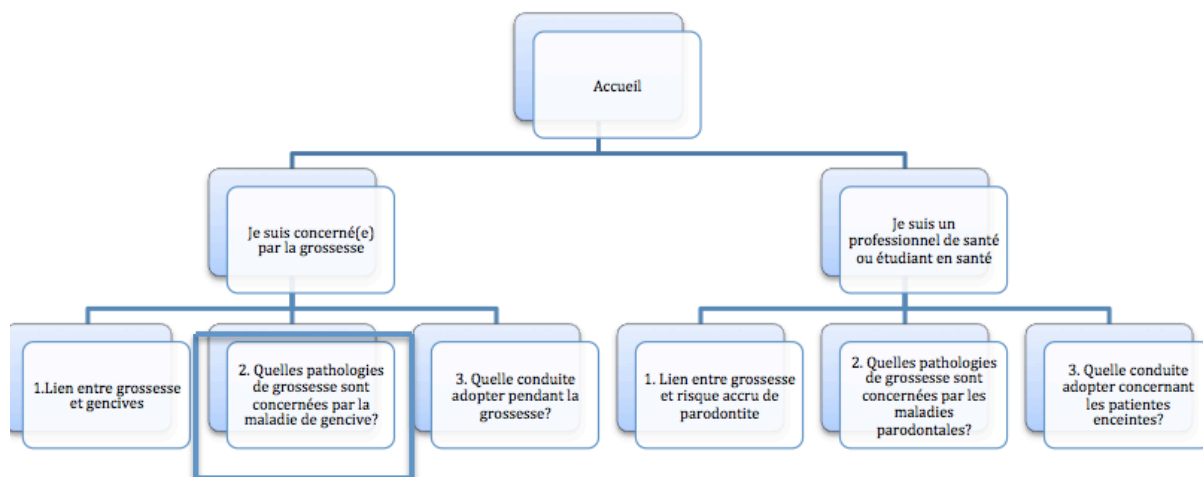 Accueil
Je suis concerné(e)
par la grossesse
Je suis un
professionnel de santé
ou étudiant en santé
1.Lien entre grossesse
et gencives
2. Quelles pathologies
de grossesse sont
concernées par la
maladie de gencive?
3. Quelle conduite
adopter pendant la
grossesse?
1. Lien entre grossesse
et risque accru de
parodontite
2. Quelles pathologies
de grossesse sont
concernées par les
maladies
parodontales?
3. Quelle conduite
adopter concernant
les patientes
enceintes?